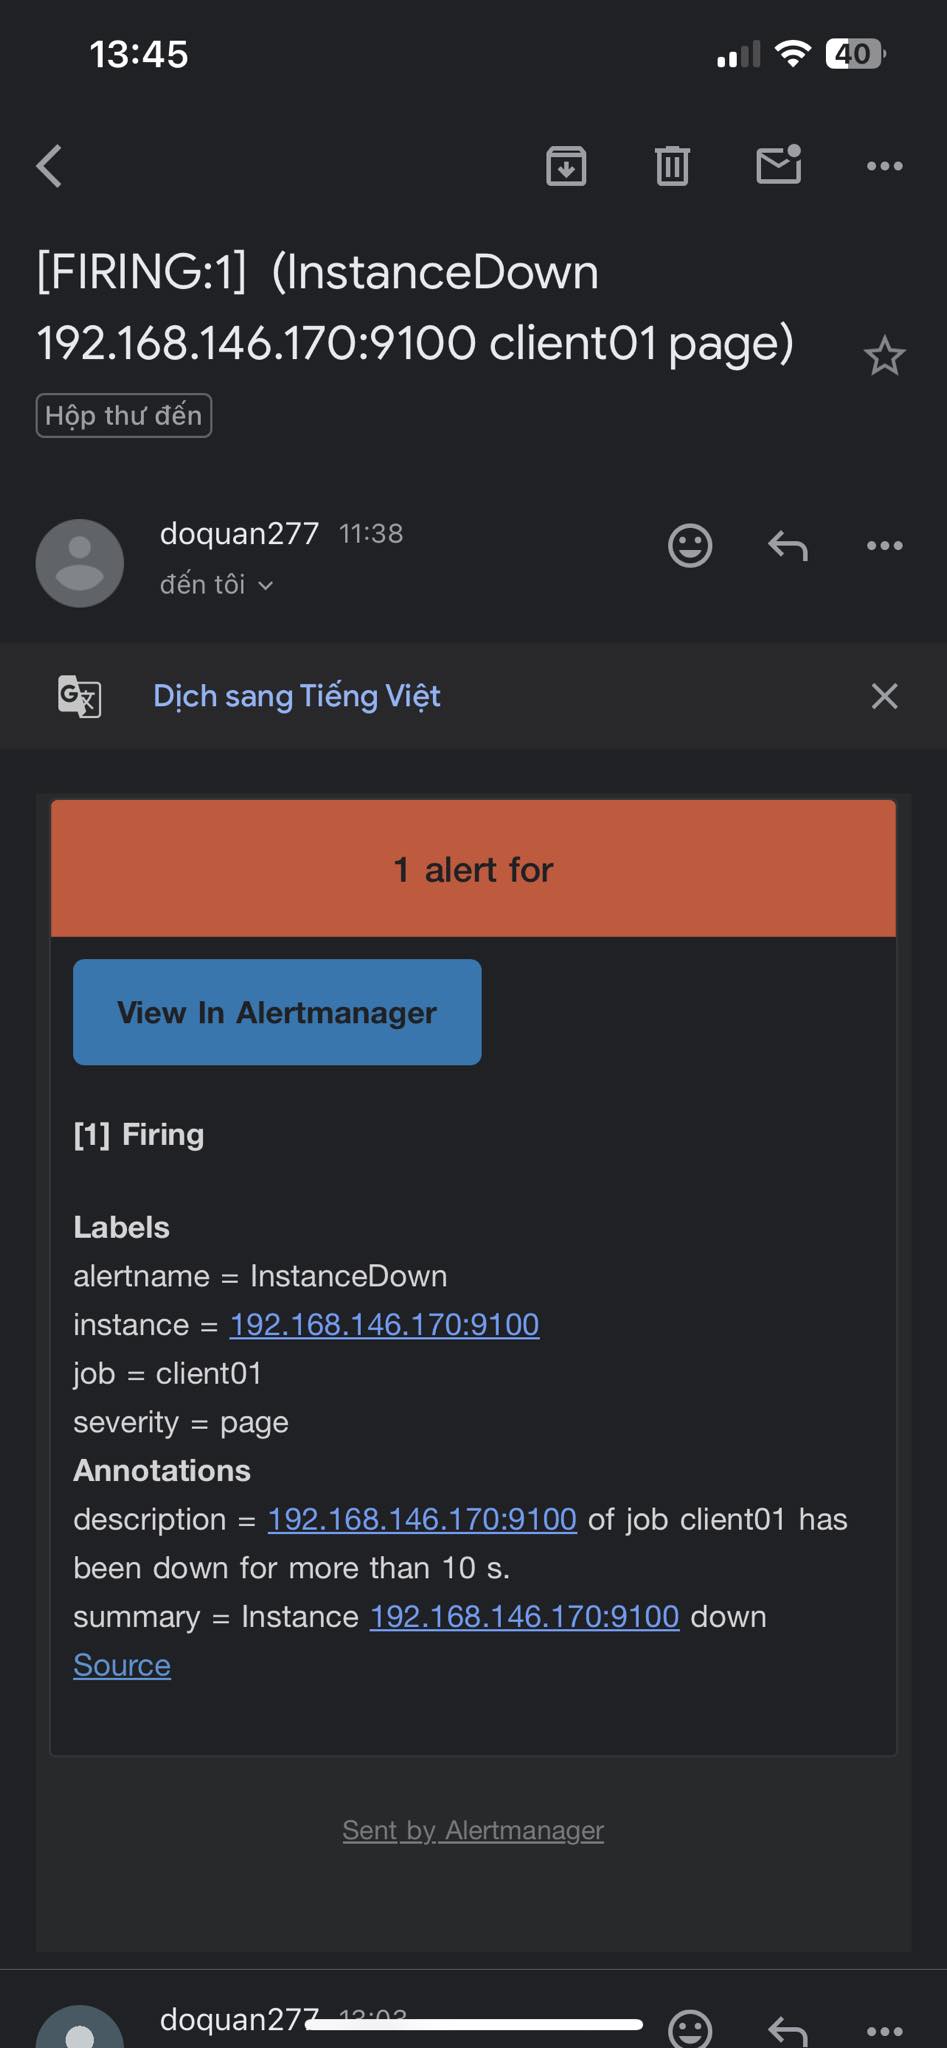 13:45
40
[FIRING:1] (InstanceDown
192.168.146.170:9100 client01 page)
Hộp thư đến
doquan277 11:38
đến tôi
Dịch sang Tiếng Việt
1 alert for
View In Alertmanager
[1] Firing
Labels
alertname = InstanceDown
instance = 192.168.146.170:9100
job = client01
severity = page
Annotations
description = 192.168.146.170:9100 of job client01 has
been down for more than 10 s.
summary = Instance 192.168.146.170:9100 down
Source
Sent by Alertmanager
doquan277